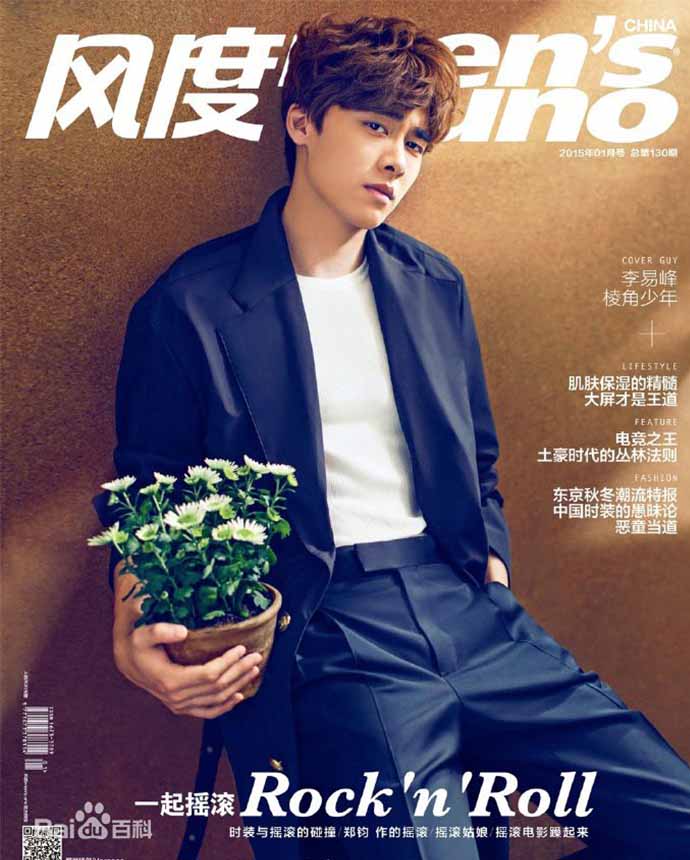 CHINA
风度 Men's
uno
2015年01月号 总第130期
COVER GUY
李易峰
棱角少年
LIFESTYLE
肌肤保湿的精髓
大屏才是王道
FEATURE
电竞之王
土豪时代的丛林法则
FASHION
东京秋冬潮流特报
中国时装的愚昧论
恶童当道
一起摇滚 Rock'n'Roll
时装与摇滚的碰撞/郑钧 作的摇滚/摇滚姑娘/摇滚电影躁起来
Bai du 百科